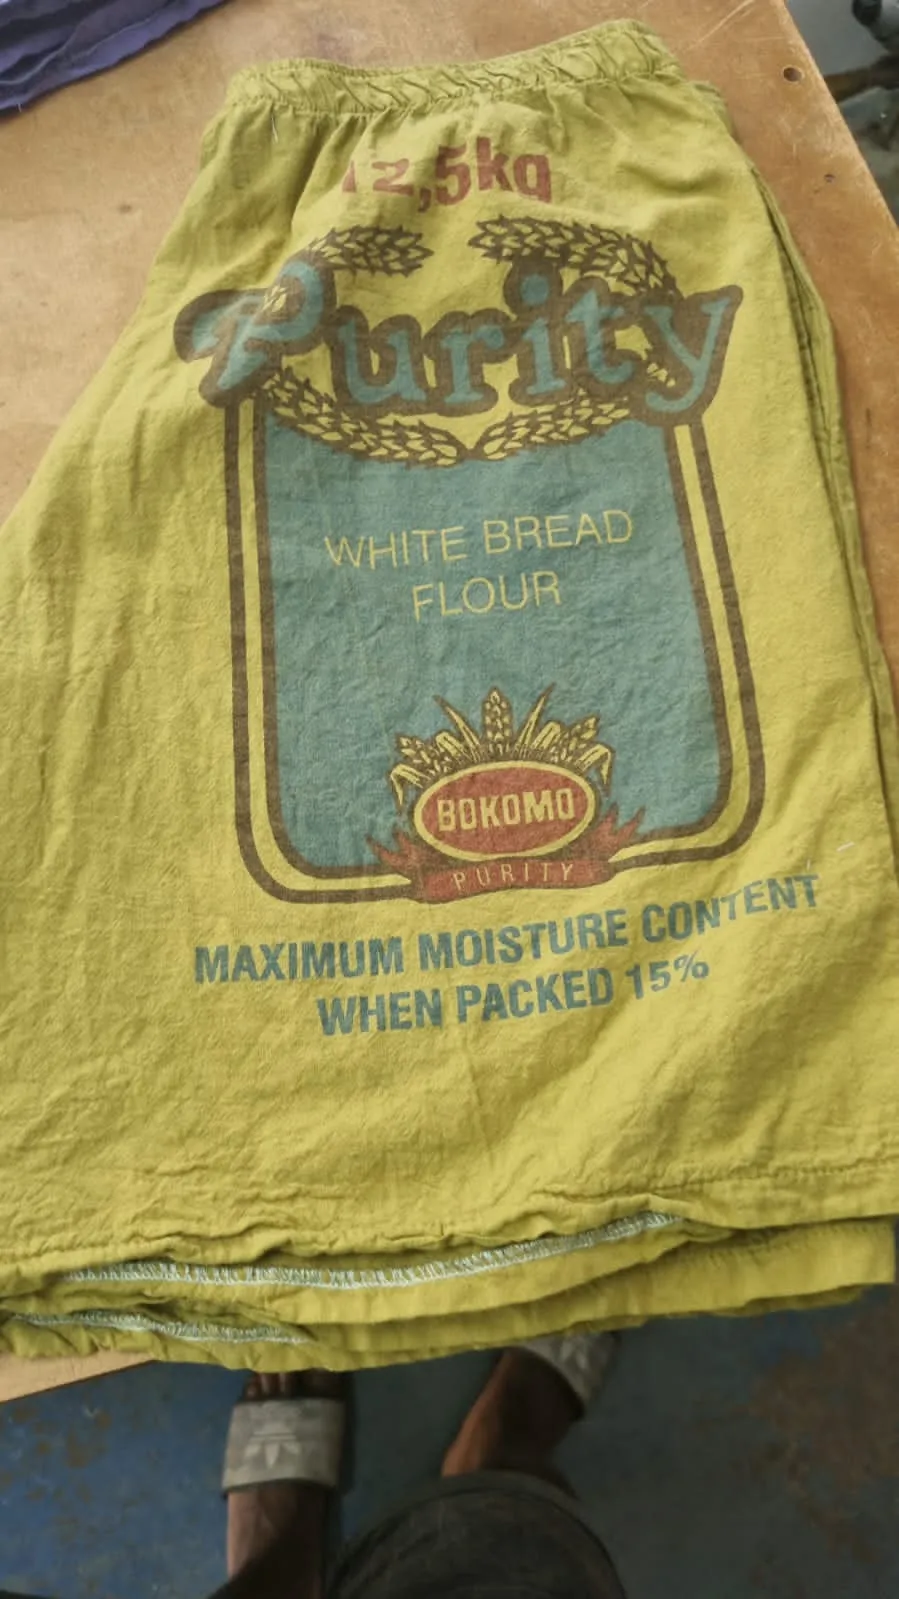 12,5kg
Purity
WHITE BREAD
FLOUR
BOKOMO
PURITY
MAXIMUM MOISTURE CONTENT
WHEN PACKED 15%